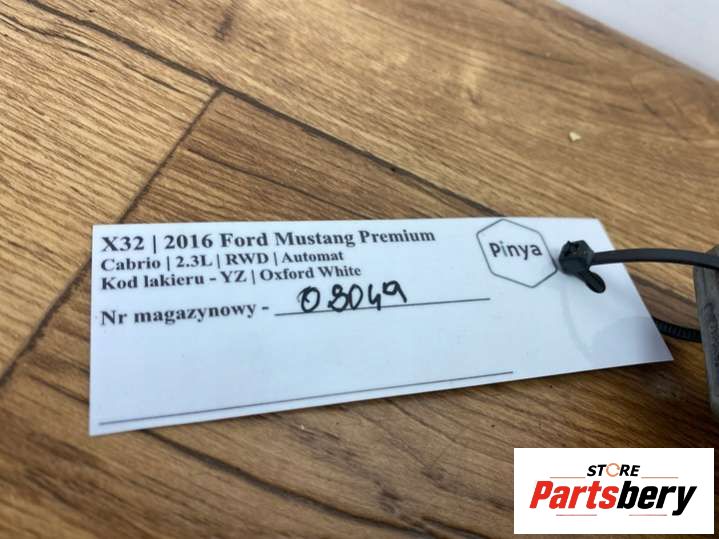 X32 | 2016 Ford Mustang Premium
Cabrio | 2.3L | RWD | Automat
Kod lakieru - YZ | Oxford White
Nr magazynowy - 08049
Pinya
STORE
Partsbery